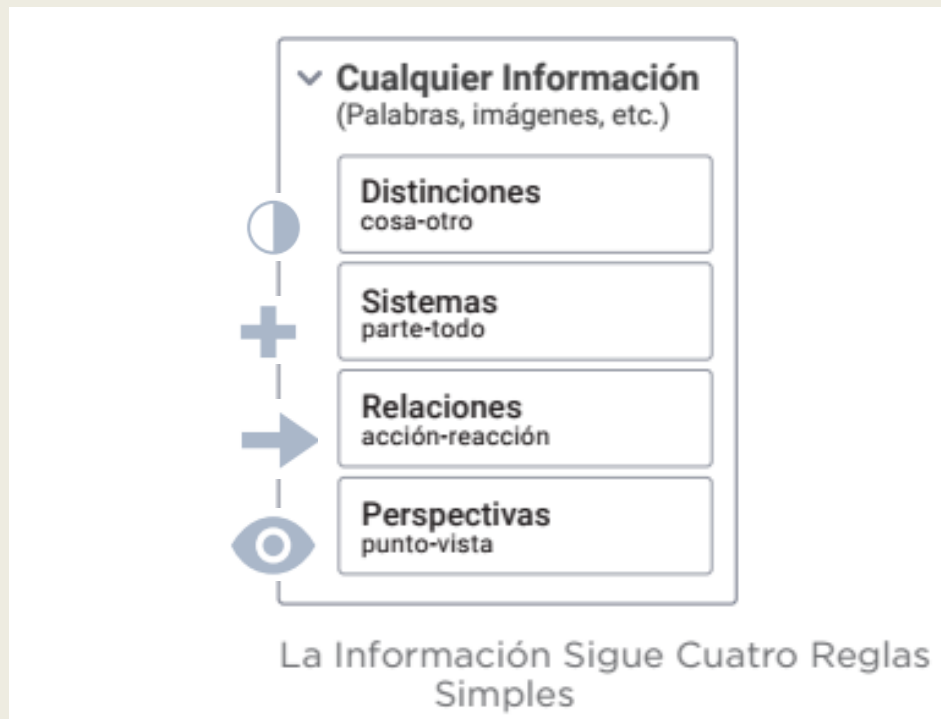 Cualquier Información
(Palabras, imágenes, etc.)
Distinciones
cosa-otro
Sistemas
parte-todo
Relaciones
acción-reacción
Perspectivas
punto-vista
La Información Sigue Cuatro Reglas
Simples